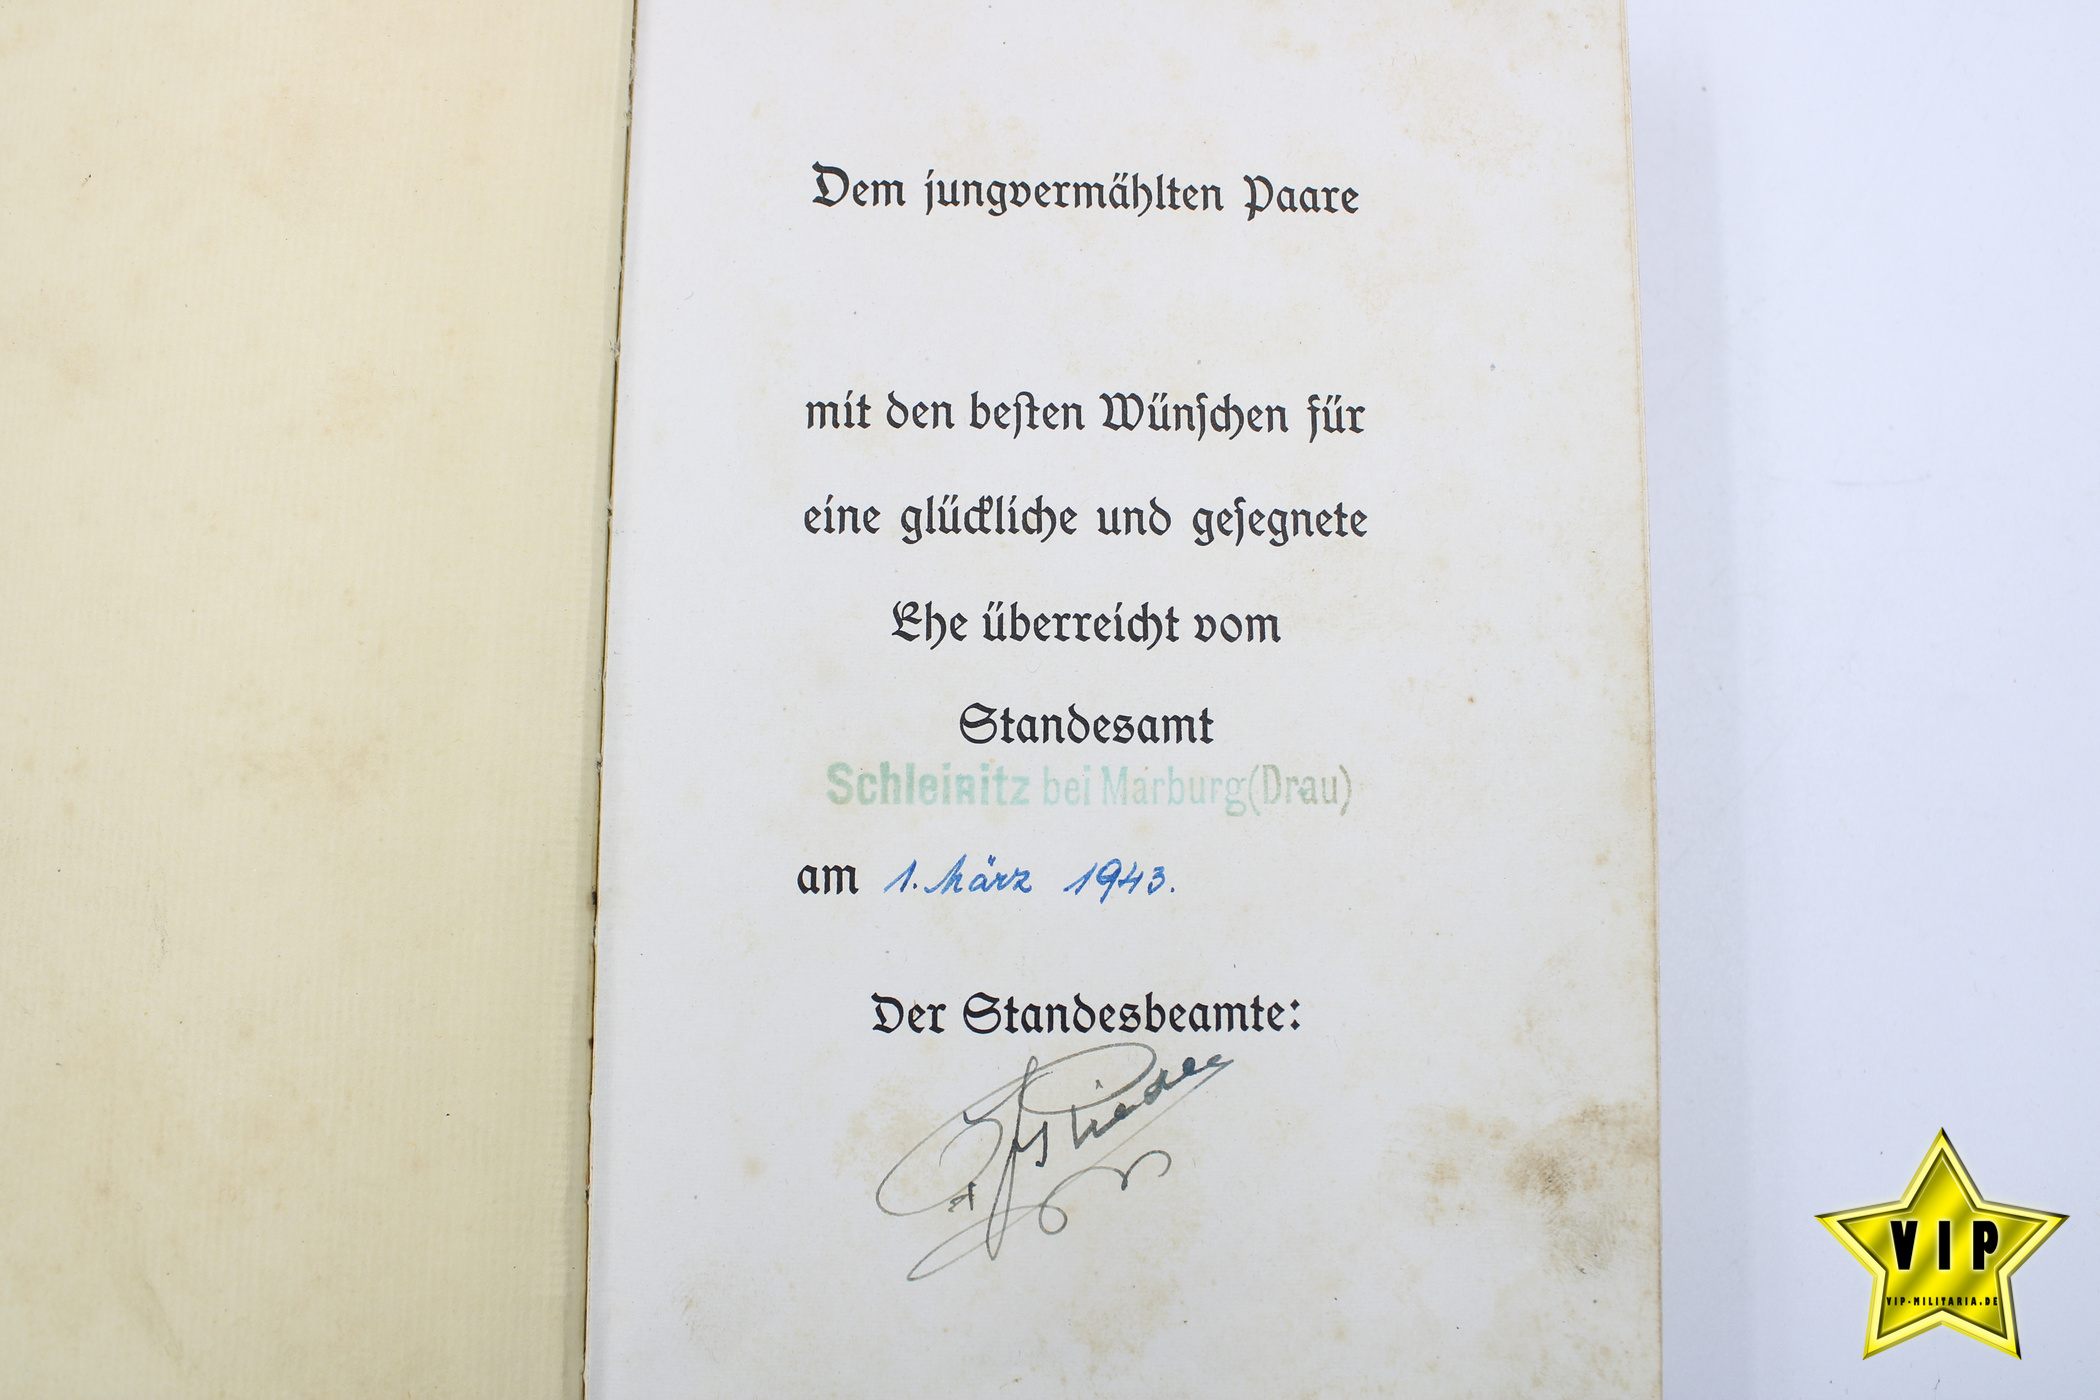 Dem jungvermählten Paare
mit den besten Wünschen für
eine glückliche und gesegnete
Ehe überreicht vom
Standesamt
Schleinitz bei Marburg(Drau)
am 1. März 1943.
Der Standesbeamte:
VIP
VIP-MILITARIA.DE